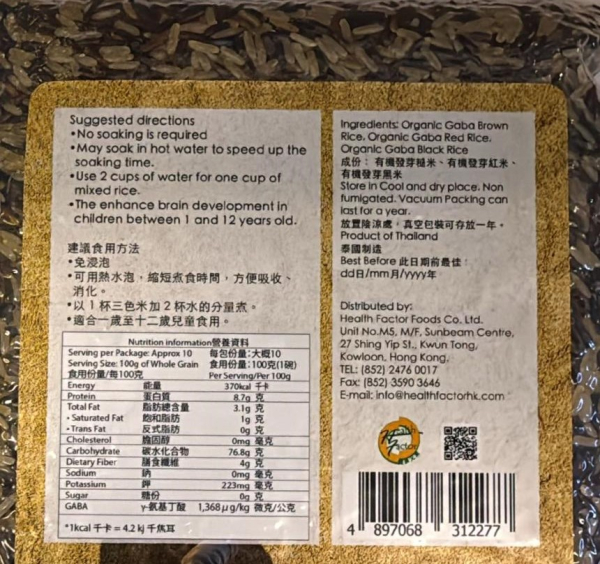 Suggested directions
•No soaking is required
•May soak in hot water to speed up the
soaking time.
•Use 2 cups of water for one cup of
mixed rice.
•The enhance brain development in
children between 1 and 12 years old.
建議食用方法
•免浸泡
•可用熱水泡，縮短煮食時間，方便吸收、
消化。
•以 1 杯三色米加 2 杯水的分量煮。
•適合一歲至十二歲兒童食用。
Nutrition information營養資料
Serving per Package: Approx 10 每包份量:大概10
Serving Size: 100g of Whole Grain 食用份量:100克(1碗)
食用份量/每100克 Per Serving/Per 100g
Energy 能量 370kcal 千卡
Protein 蛋白質 8.7g 克
Total Fat 脂肪總含量 3.1g 克
• Saturated Fat 飽和脂肪 1g 克
• Trans Fat 反式脂肪 0g 克
Cholesterol 膽固醇 0mg 毫克
Carbohydrate 碳水化合物 76.8g 克
Dietary Fiber 膳食纖維 4g 克
Sodium 鈉 0mg 毫克
Potassium 鉀 223mg 毫克
Sugar 糖份 0g 克
GABA γ-氨基丁酸 1,368μg/kg 微克/公克
*1kcal 千卡 = 4.2 kj 千焦耳
Ingredients: Organic Gaba Brown
Rice, Organic Gaba Red Rice,
Organic Gaba Black Rice
成份： 有機發芽糙米、有機發芽紅米、
有機發芽黑米
Store in Cool and dry place. Non
fumigated. Vacuum Packing can
last for a year.
放置陰涼處，真空包裝可存放一年。
Product of Thailand
泰國制造
Best Before 此日期前最佳：
dd日/mm月/yyyy年
Distributed by:
Health Factor Foods Co. Ltd.
Unit No.M5, M/F, Sunbeam Centre,
27 Shing Yip St., Kwun Tong,
Kowloon, Hong Kong.
TEL: (852) 2476 0017
Fax: (852) 3590 3646
E-mail: info@healthfactorhk.com
Health
Factor
4 897068 312277